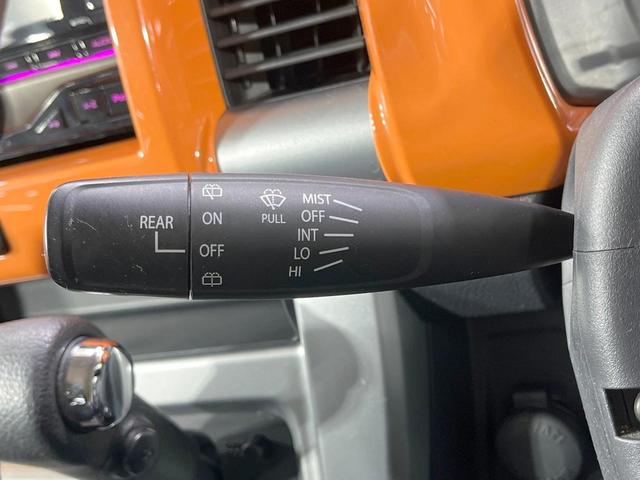 REAR
ON
OFF
PULL
MIST
OFF
INT
LO
HI